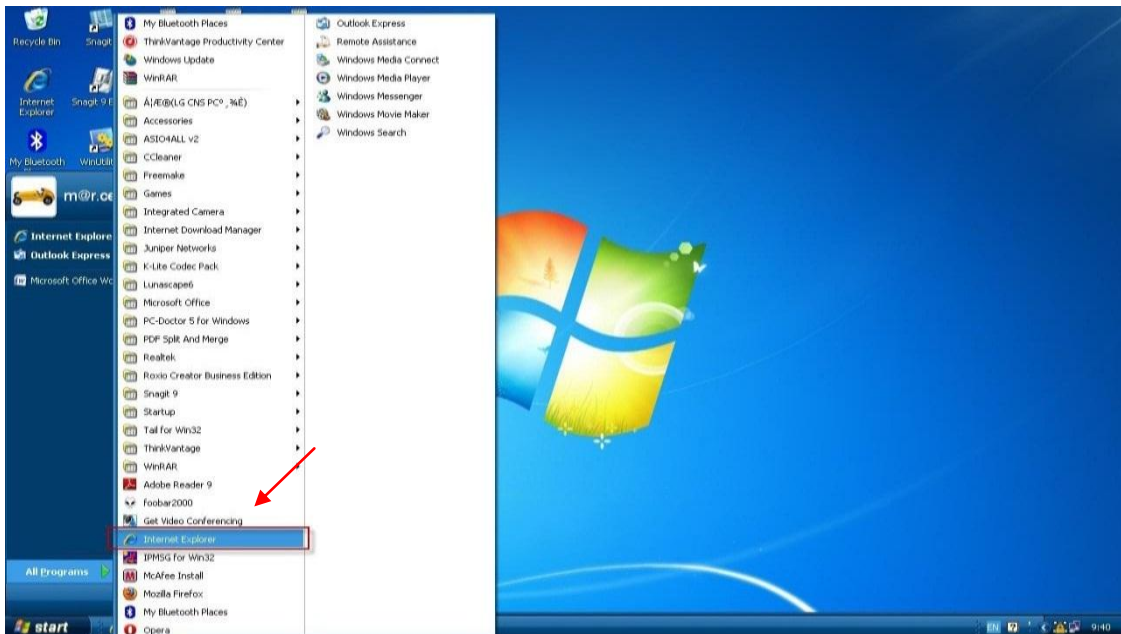 Recycle Bin
Snagit
Internet Explorer
Snagit 9 E
My Bluetooth
WinUtilit
m@r.ce
Internet Explore
Outlook Express
Microsoft Office Wo
All Programs
start
My Bluetooth Places
ThinkVantage Productivity Center
Windows Update
WinRAR
Accessories
ASIO4ALL v2
CCleaner
Freemake
Games
Integrated Camera
Internet Download Manager
Juniper Networks
K-Lite Codec Pack
Lunascape6
Microsoft Office
PC-Doctor 5 for Windows
PDF Split And Merge
Realtek
Roxio Creator Business Edition
Snagit 9
Startup
Tail for Win32
ThinkVantage
WinRAR
Adobe Reader 9
foobar2000
Get Video Conferencing
Internet Explorer
IPMSG for Win32
McAfee Install
Mozilla Firefox
My Bluetooth Places
Opera
Outlook Express
Remote Assistance
Windows Media Connect
Windows Media Player
Windows Messenger
Windows Movie Maker
Windows Search
EN
9:40